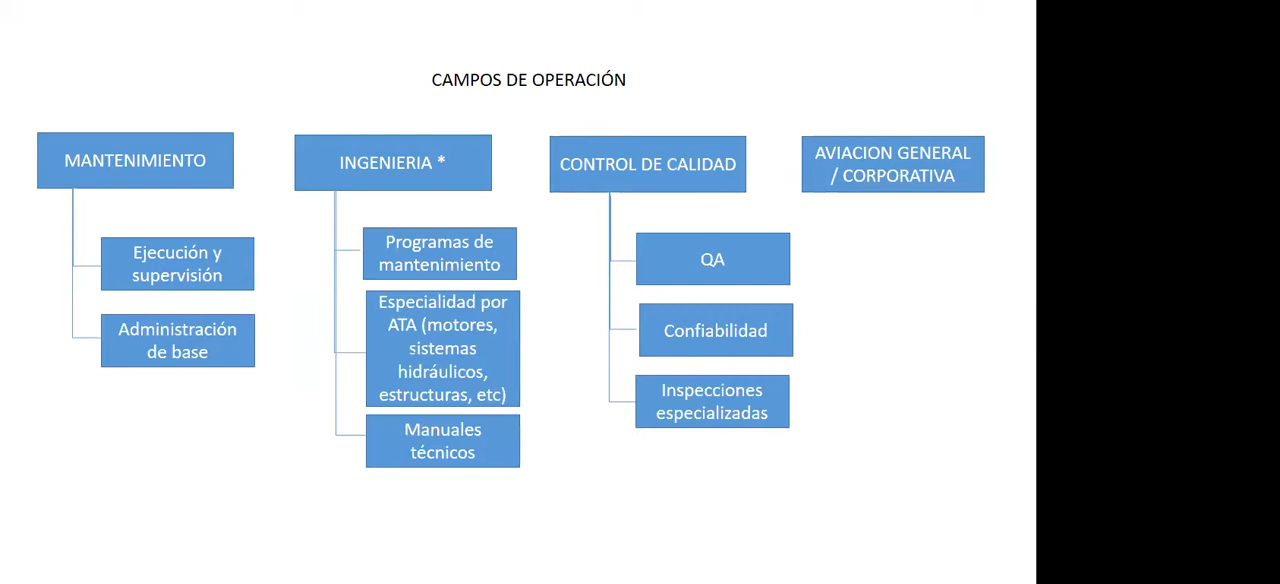 CAMPOS DE OPERACIÓN
MANTENIMIENTO
Ejecución y
supervisión
Administración
de base
INGENIERIA *
Programas de
mantenimiento
Especialidad por
ATA (motores,
sistemas
hidráulicos,
estructuras, etc)
Manuales
técnicos
CONTROL DE CALIDAD
QA
Confiabilidad
Inspecciones
especializadas
AVIACION GENERAL
/ CORPORATIVA